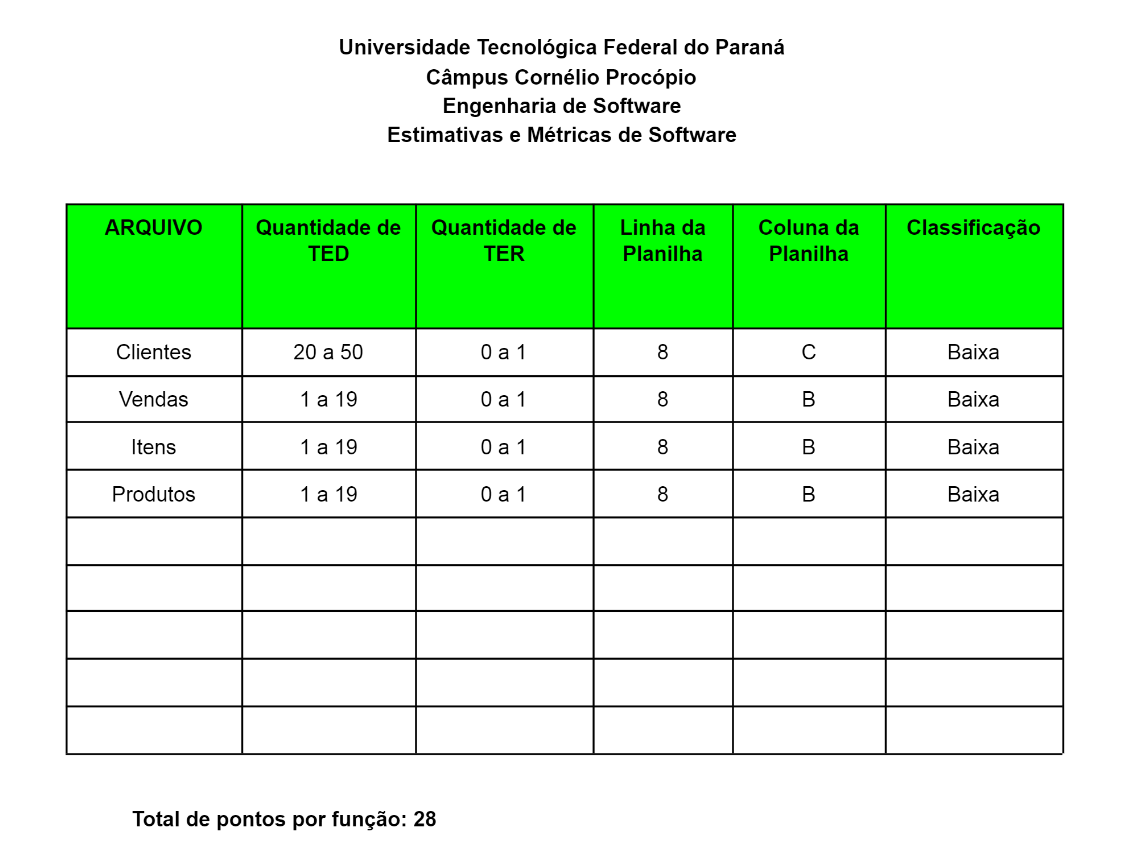 Universidade Tecnológica Federal do Paraná
Câmpus Cornélio Procópio
Engenharia de Software
Estimativas e Métricas de Software
ARQUIVO Quantidade de TED Quantidade de TER Linha da Planilha Coluna da Planilha Classificação
Clientes 20 a 50 0 a 1 8 C Baixa
Vendas 1 a 19 0 a 1 8 B Baixa
Itens 1 a 19 0 a 1 8 B Baixa
Produtos 1 a 19 0 a 1 8 B Baixa
Total de pontos por função: 28